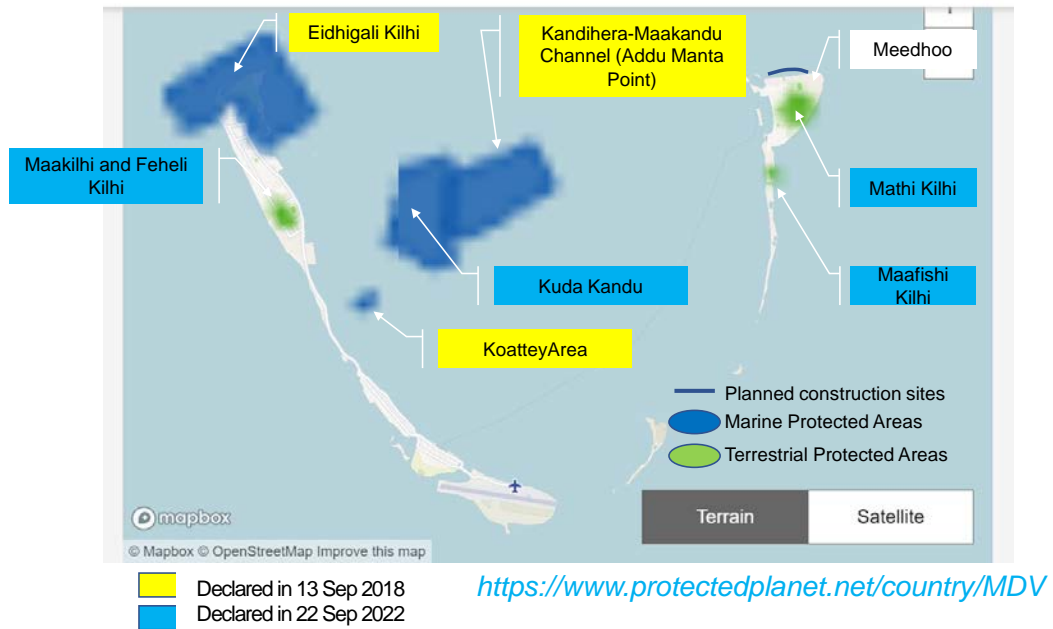 Eidhigali Kilhi
Kandihera-Maakandu
Channel (Addu Manta
Point)
Meedhoo
Maakilhi and Feheli
Kilhi
Mathi Kilhi
Kuda Kandu
Maafishi
Kilhi
KoatteyArea
Planned construction sites
Marine Protected Areas
Terrestrial Protected Areas
mapbox
Terrain
Satellite
© Mapbox © OpenStreetMap Improve this map
Declared in 13 Sep 2018
Declared in 22 Sep 2022
https://www.protectedplanet.net/country/MDV